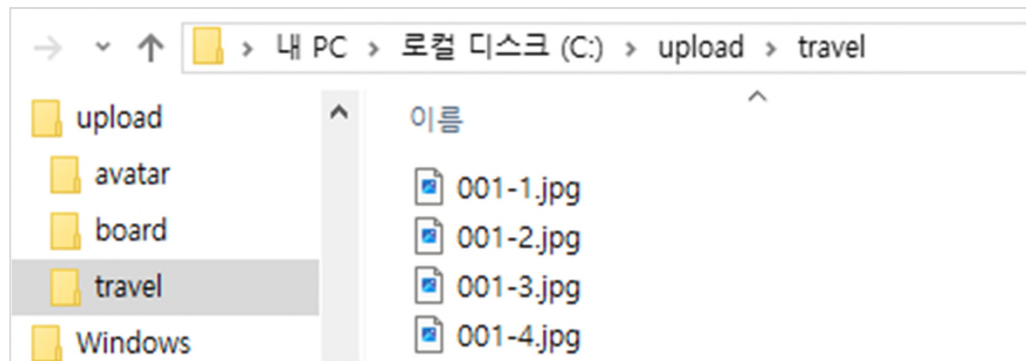 내 PC > 로컬 디스크 (C:) > upload > travel
upload
avatar
board
travel
Windows
이름
001-1.jpg
001-2.jpg
001-3.jpg
001-4.jpg